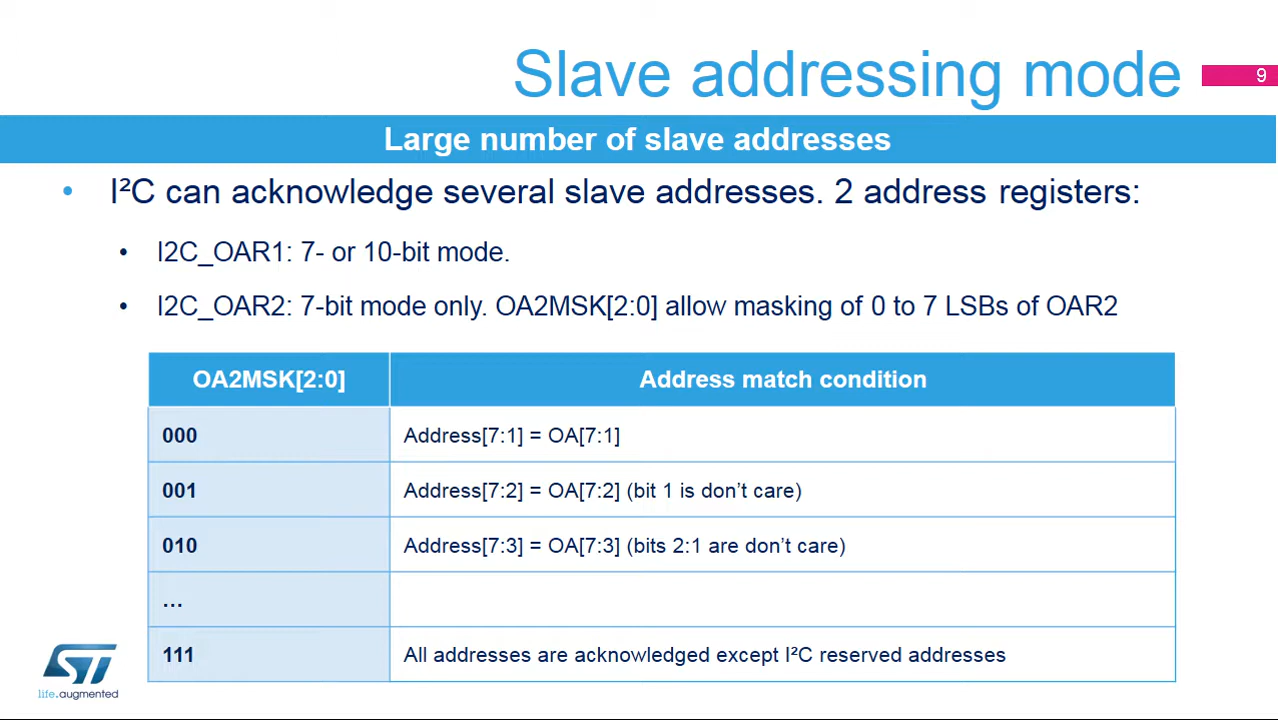 Slave addressing mode
9
Large number of slave addresses
• I²C can acknowledge several slave addresses. 2 address registers:
• I2C_OAR1: 7- or 10-bit mode.
• I2C_OAR2: 7-bit mode only. OA2MSK[2:0] allow masking of 0 to 7 LSBs of OAR2
OA2MSK[2:0] Address match condition
000 Address[7:1] = OA[7:1]
001 Address[7:2] = OA[7:2] (bit 1 is don’t care)
010 Address[7:3] = OA[7:3] (bits 2:1 are don’t care)
…
111 All addresses are acknowledged except I²C reserved addresses
ST
life.augmented